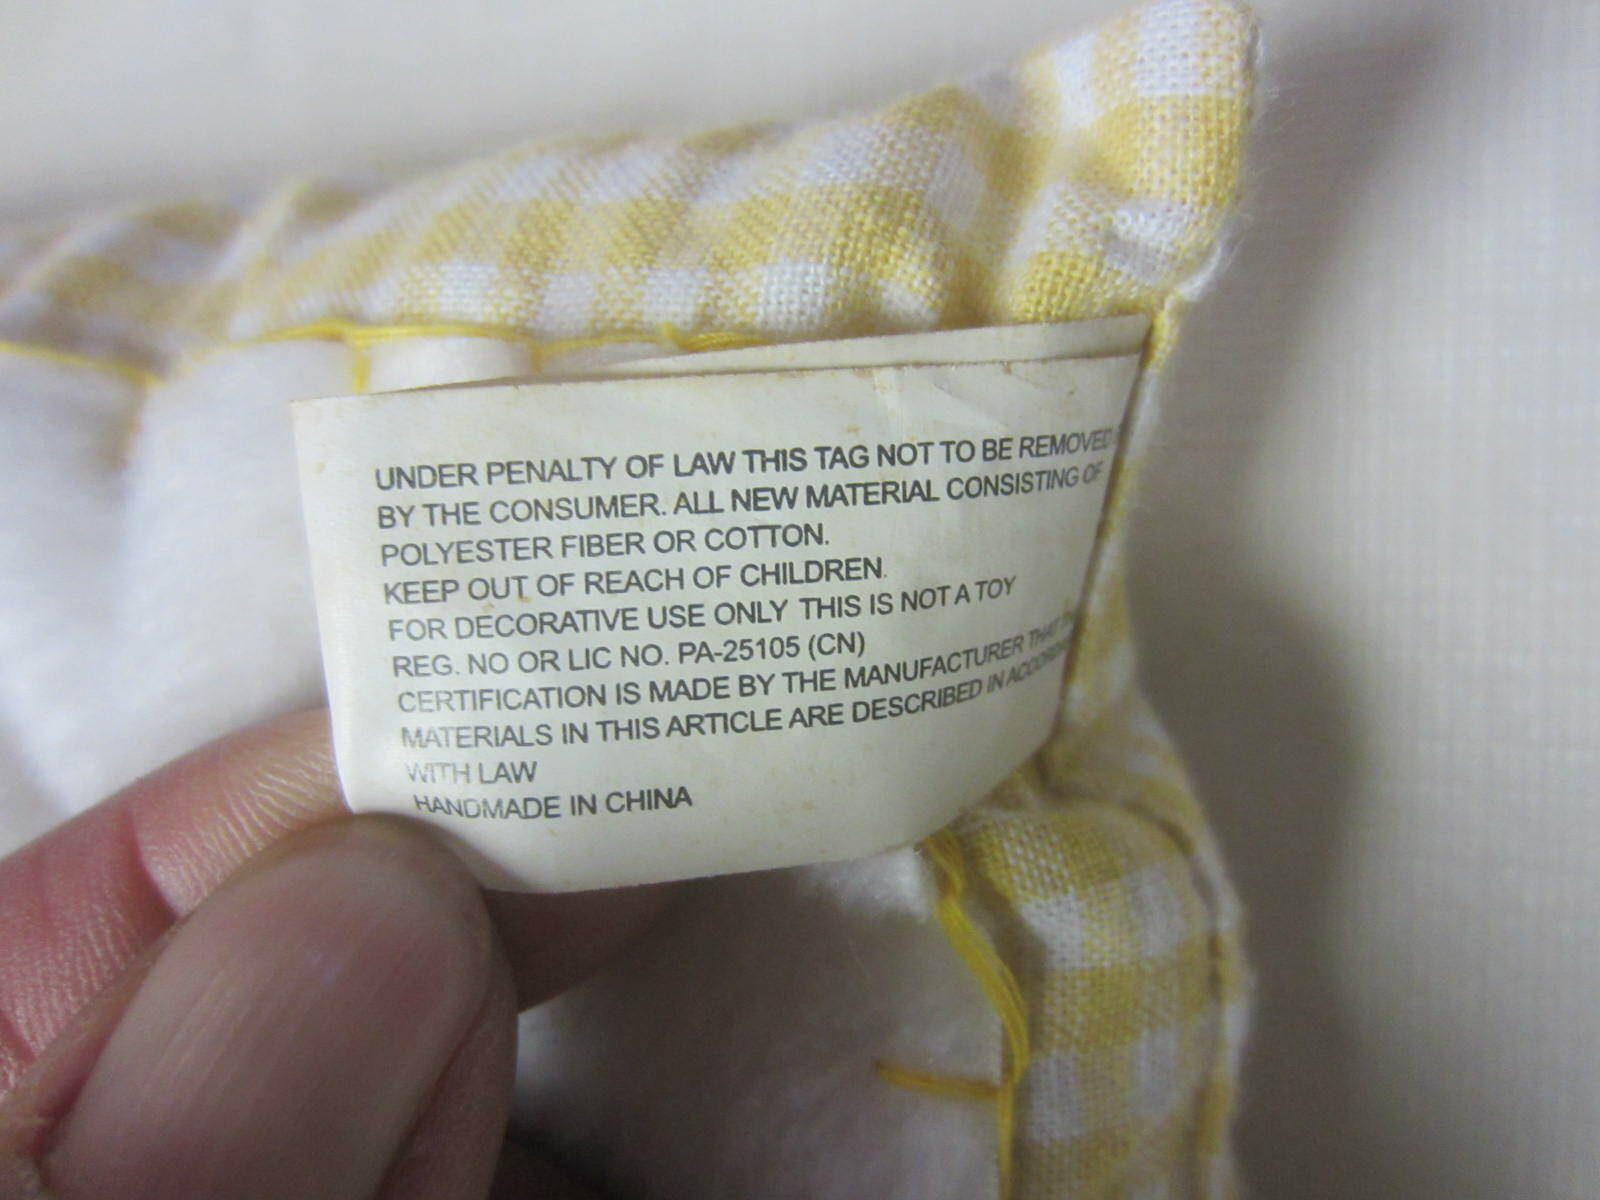 UNDER PENALTY OF LAW THIS TAG NOT TO BE REMOVED
BY THE CONSUMER. ALL NEW MATERIAL CONSISTING OF
POLYESTER FIBER OR COTTON.
KEEP OUT OF REACH OF CHILDREN.
FOR DECORATIVE USE ONLY THIS IS NOT A TOY
REG. NO OR LIC NO. PA-25105 (CN)
CERTIFICATION IS MADE BY THE MANUFACTURER THAT
MATERIALS IN THIS ARTICLE ARE DESCRIBED IN
WITH LAW
HANDMADE IN CHINA